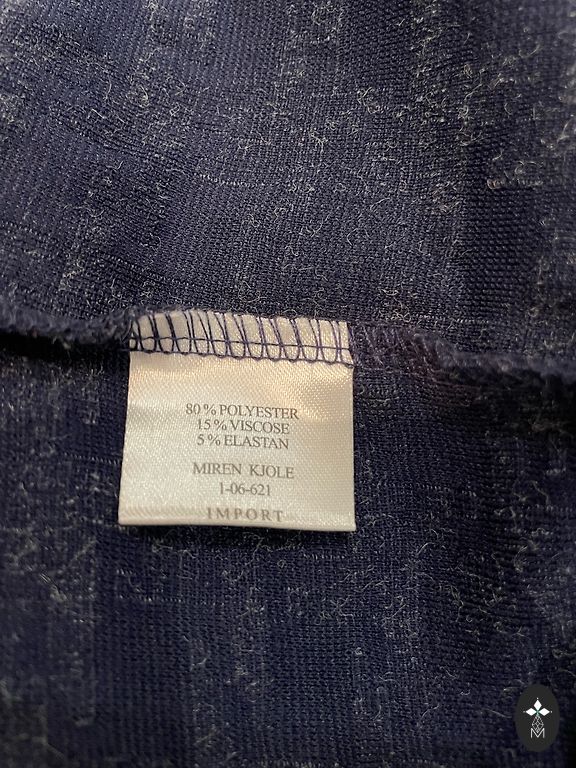 80 % POLYESTER
15 % VISCOSE
5 % ELASTAN
MIREN KJOLE
1-06-621
IMPORT
M